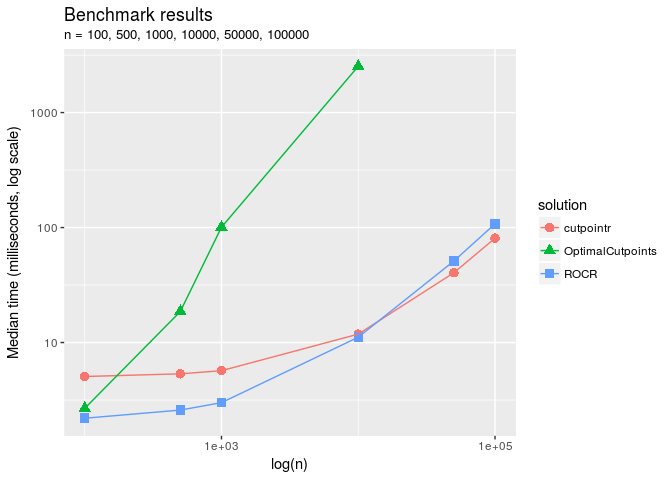 Benchmark results
n = 100, 500, 1000, 10000, 50000, 100000
Median time (milliseconds, log scale)
1000
100
10
1e+03
1e+05
log(n)
solution
cutpointr
OptimalCutpoints
ROCR